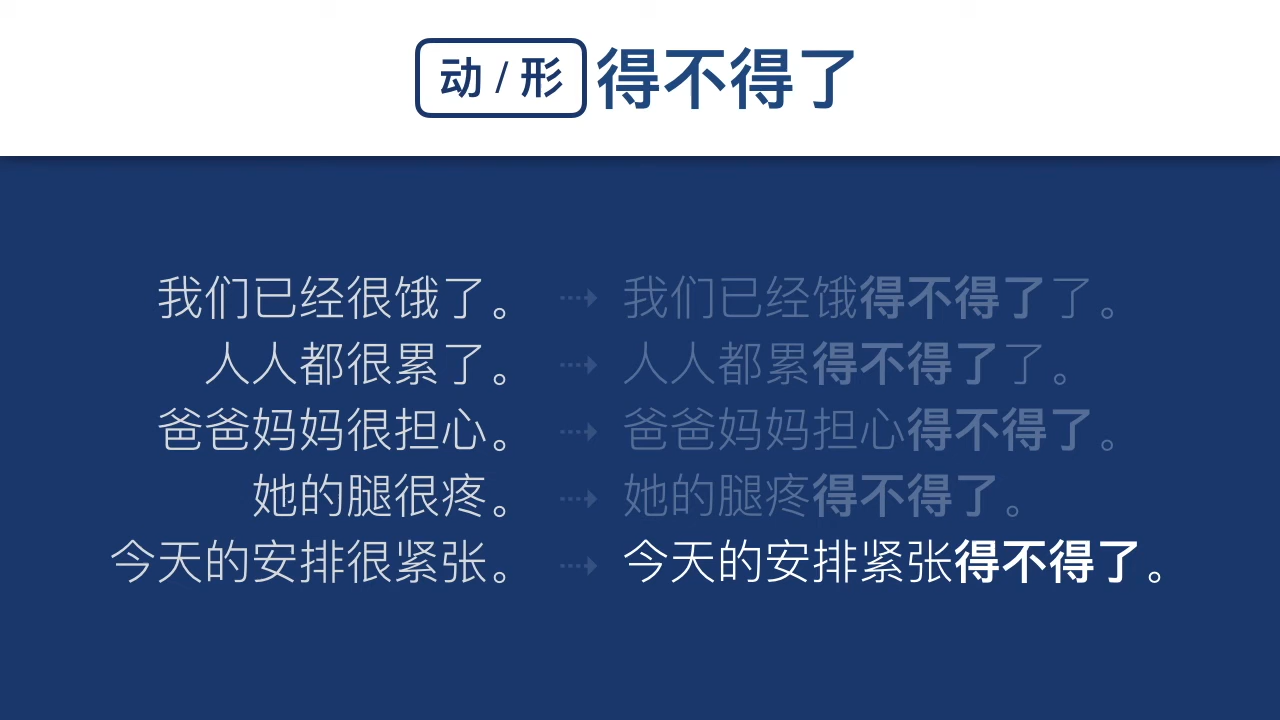 动 / 形 得不得了
我们已经很饿了。 我们已经饿得不得了了。
人人都很累了。 人人都累得不得了了。
爸爸妈妈很担心。 爸爸妈妈担心得不得了。
她的腿很疼。 她的腿疼得不得了。
今天的安排很紧张。 今天的安排紧张得不得了。